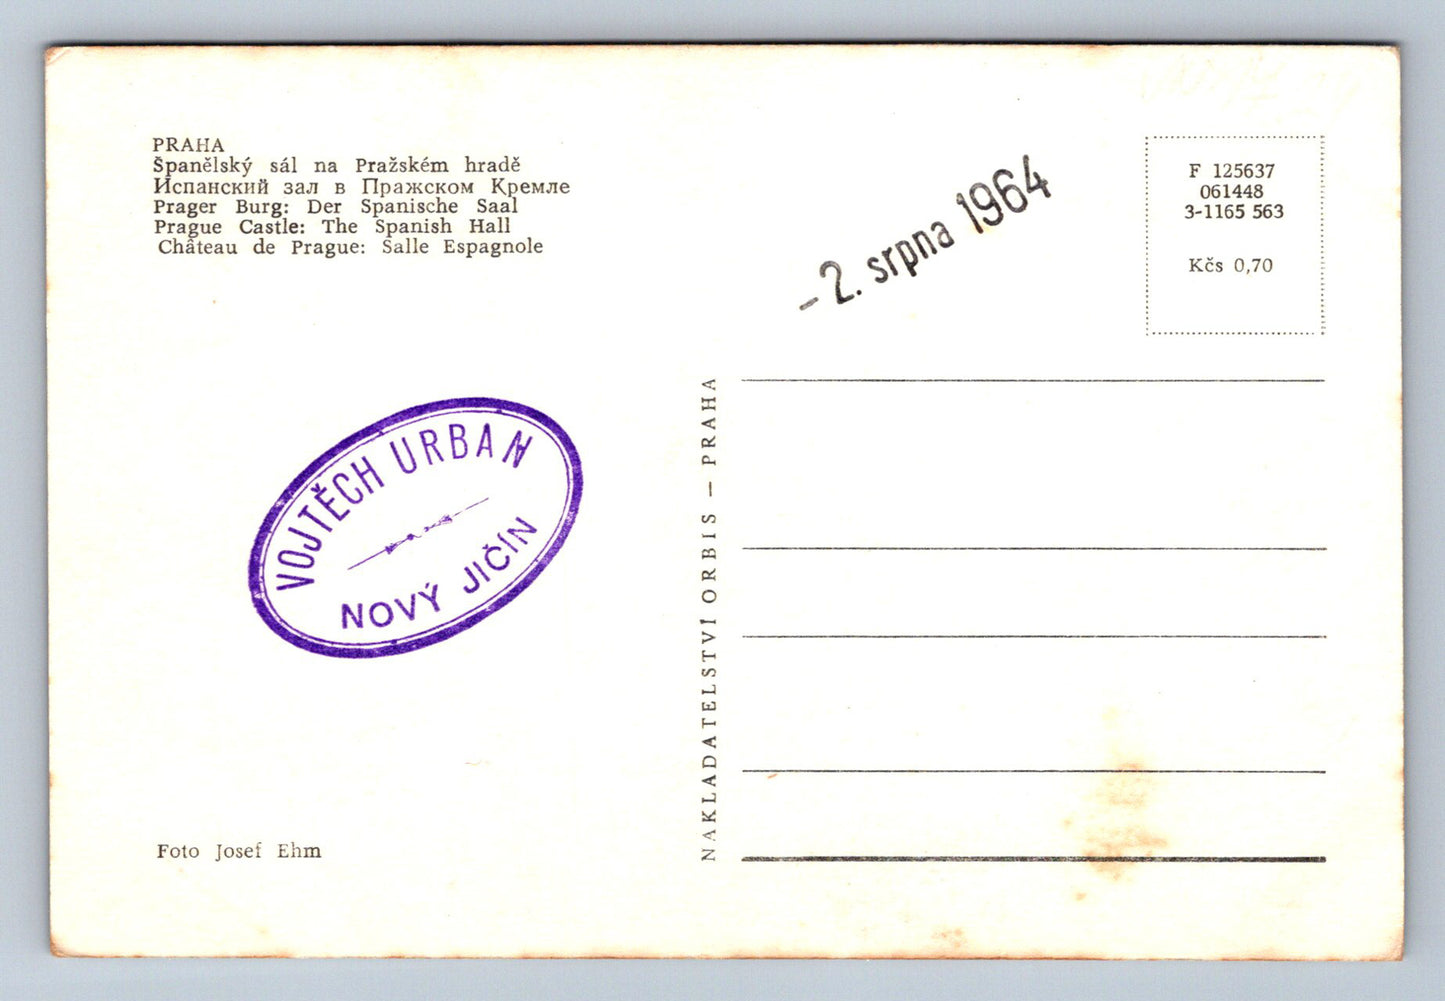 PRAHA
Španělský sál na Pražském hradě
Испанский зал в Пражском Кремле
Prager Burg: Der Spanische Saal
Prague Castle: The Spanish Hall
Château de Prague: Salle Espagnole
VOJTĚCH URBAN
NOVÝ JIČÍN
Foto Josef Ehm
NAKLADATELSTVÍ ORBIS — PRAHA
- 2. srpna 1964
F 125637
061448
3-1165 563
Kčs 0,70